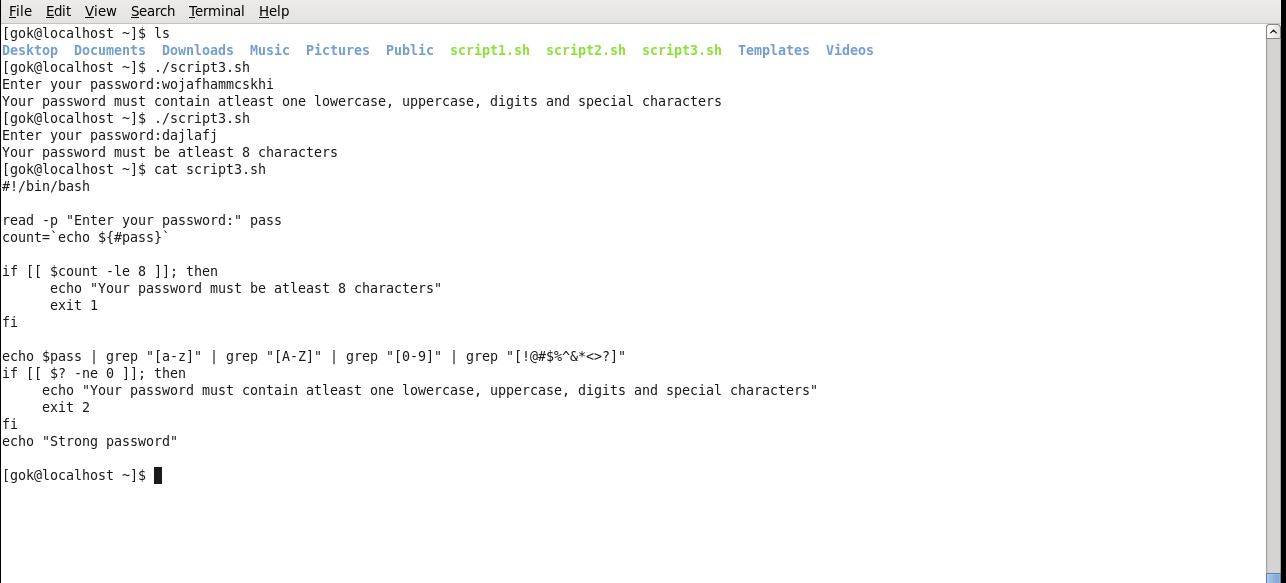 File Edit View Search Terminal Help
[gok@localhost ~]$ ls
Desktop  Documents  Downloads  Music  Pictures  Public  script1.sh  script2.sh  script3.sh  Templates  Videos
[gok@localhost ~]$ ./script3.sh
Enter your password:wojafhammcskhi
Your password must contain atleast one lowercase, uppercase, digits and special characters
[gok@localhost ~]$ ./script3.sh
Enter your password:dajlafj
Your password must be atleast 8 characters
[gok@localhost ~]$ cat script3.sh
#!/bin/bash

read -p "Enter your password:" pass
count=`echo ${#pass}`

if [[ $count -le 8 ]]; then
      echo "Your password must be atleast 8 characters"
      exit 1
fi

echo $pass | grep "[a-z]" | grep "[A-Z]" | grep "[0-9]" | grep "[!@#$%^&*<>?]"
if [[ $? -ne 0 ]]; then
     echo "Your password must contain atleast one lowercase, uppercase, digits and special characters"
     exit 2
fi
echo "Strong password"

[gok@localhost ~]$